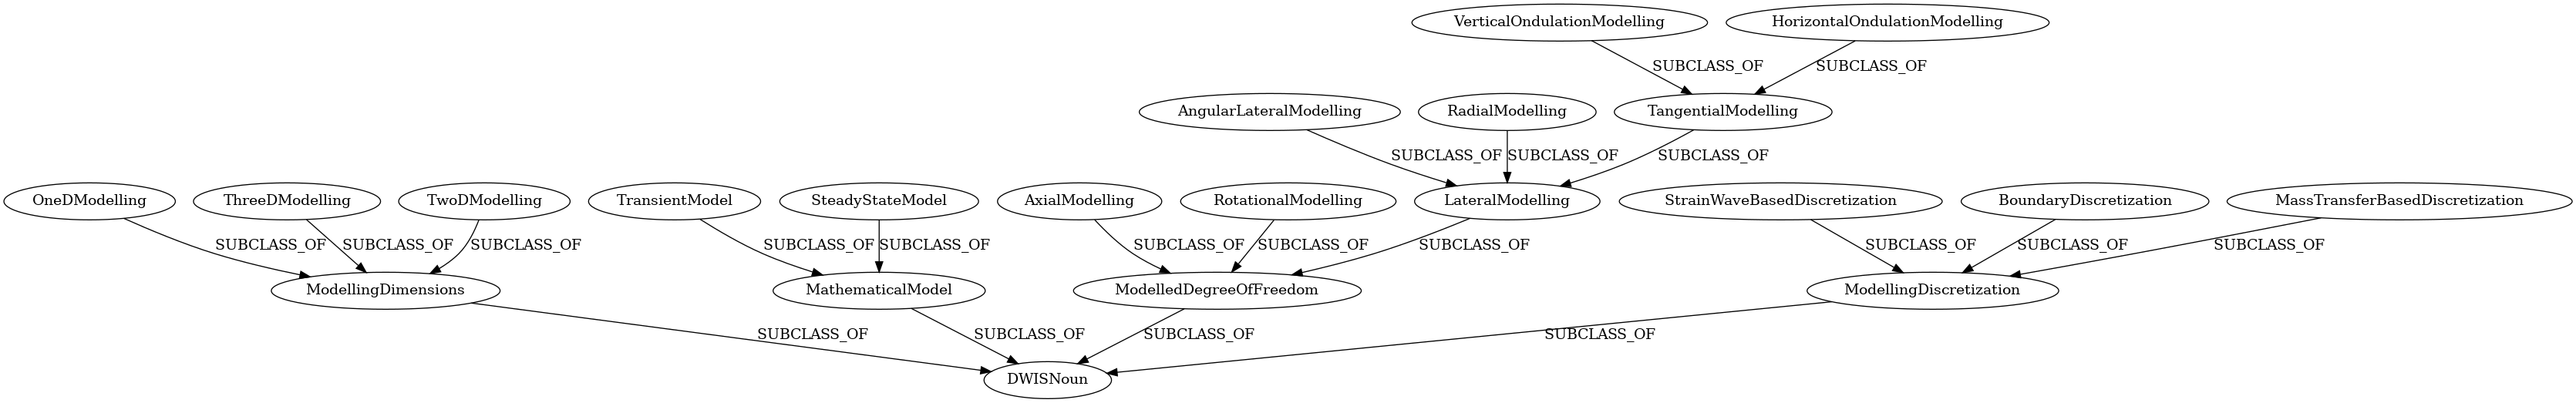 VerticalOndulationModelling
HorizontalOndulationModelling
SUBCLASS_OF
SUBCLASS_OF
AngularLateralModelling
RadialModelling
TangentialModelling
SUBCLASS_OF
SUBCLASS_OF
SUBCLASS_OF
OneDModelling
ThreeDModelling
TwoDModelling
TransientModel
SteadyStateModel
AxialModelling
RotationalModelling
LateralModelling
StrainWaveBasedDiscretization
BoundaryDiscretization
MassTransferBasedDiscretization
SUBCLASS_OF
SUBCLASS_OF
SUBCLASS_OF
SUBCLASS_OF
SUBCLASS_OF
SUBCLASS_OF
SUBCLASS_OF
SUBCLASS_OF
SUBCLASS_OF
SUBCLASS_OF
SUBCLASS_OF
ModellingDimensions
MathematicalModel
ModelledDegreeOfFreedom
ModellingDiscretization
SUBCLASS_OF
SUBCLASS_OF
SUBCLASS_OF
SUBCLASS_OF
DWISNoun